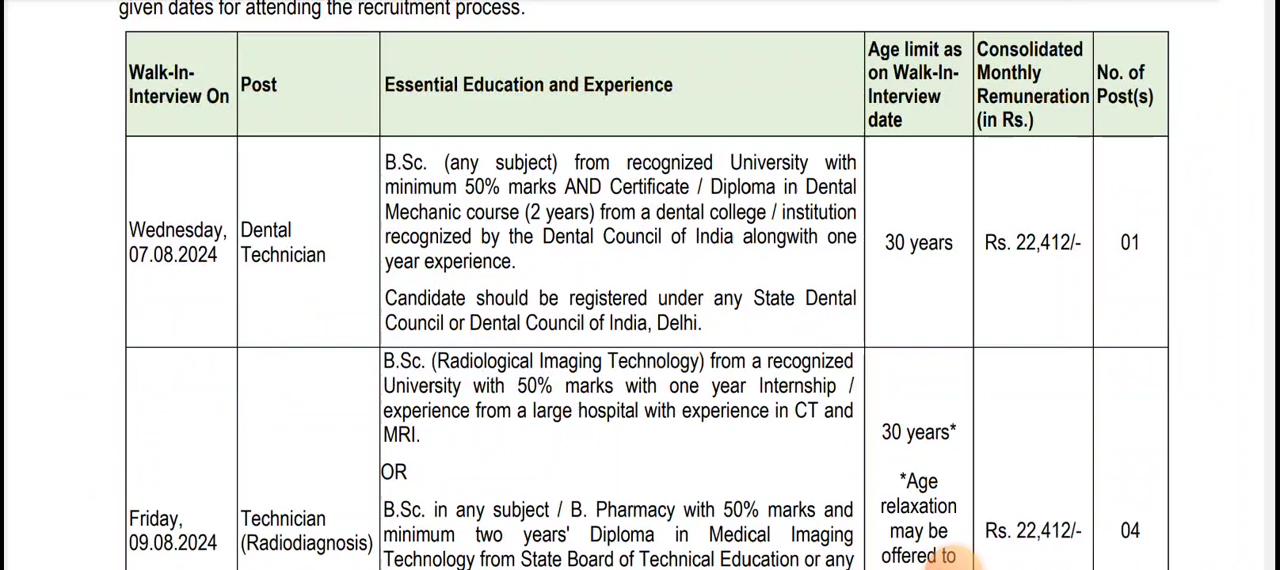 given dates for attending the recruitment process.
Walk-In-
Interview On
Post
Essential Education and Experience
Age limit as
on Walk-In-
Interview
date
Consolidated
Monthly
Remuneration
(in Rs.)
No. of
Post(s)
Wednesday,
07.08.2024
Dental
Technician
B.Sc. (any subject) from recognized University with
minimum 50% marks AND Certificate / Diploma in Dental
Mechanic course (2 years) from a dental college / institution
recognized by the Dental Council of India alongwith one
year experience.
Candidate should be registered under any State Dental
Council or Dental Council of India, Delhi.
30 years
Rs. 22,412/-
01
Friday,
09.08.2024
Technician
(Radiodiagnosis)
B.Sc. (Radiological Imaging Technology) from a recognized
University with 50% marks with one year Internship /
experience from a large hospital with experience in CT and
MRI.
OR
B.Sc. in any subject / B. Pharmacy with 50% marks and
minimum two years' Diploma in Medical Imaging
Technology from State Board of Technical Education or any
30 years*
*Age
relaxation
may be
offered to
Rs. 22,412/-
04